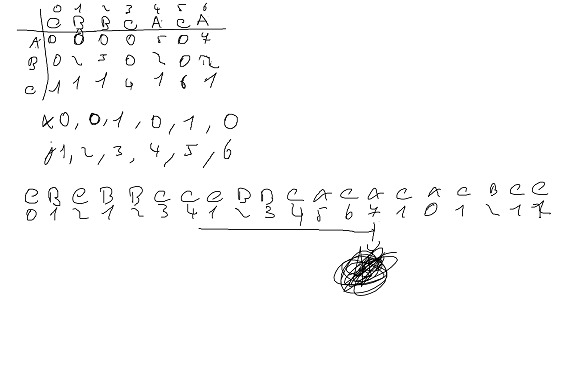 0 1 2 3 4 5 6
C B B C A C A
A 0 0 0 0 5 0 7
B 0 2 3 0 2 0 2
C 1 1 1 4 1 6 1
x 0, 0, 1, 0, 1, 0
j 1, 2, 3, 4, 5, 6
C B C B B C C C B B C A C A C A C B C C
0 1 2 1 2 3 4 1 2 3 4 5 6 7 1 0 1 2 1 1